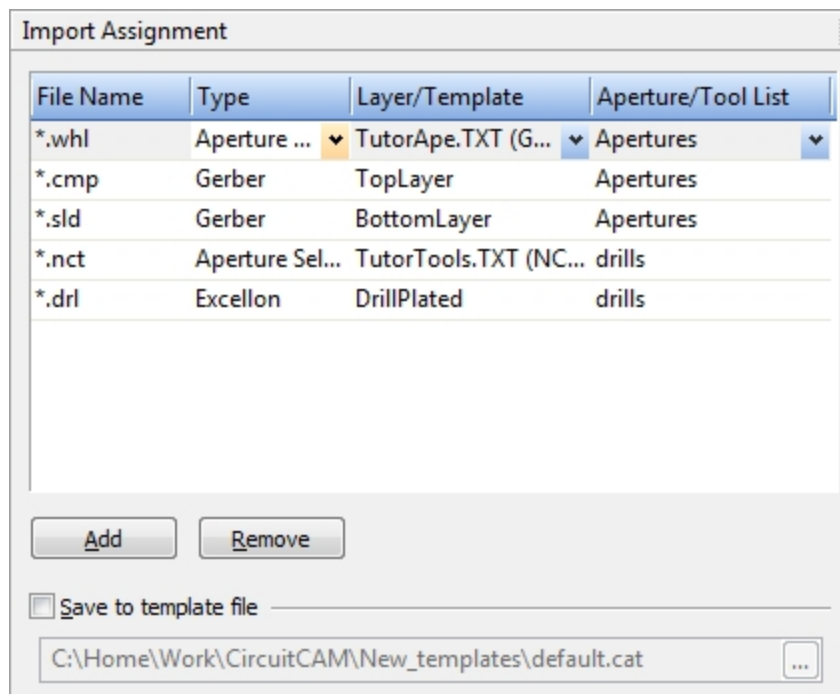 Import Assignment
File Name Type Layer/Template Aperture/Tool List
*.whl Aperture ... TutorApe.TXT (G... Apertures
*.cmp Gerber TopLayer Apertures
*.sld Gerber BottomLayer Apertures
*.nct Aperture Sel... TutorTools.TXT (NC... drills
*.drl Excellon DrillPlated drills
Add Remove
Save to template file
C:\Home\Work\CircuitCAM\New_templates\default.cat ...